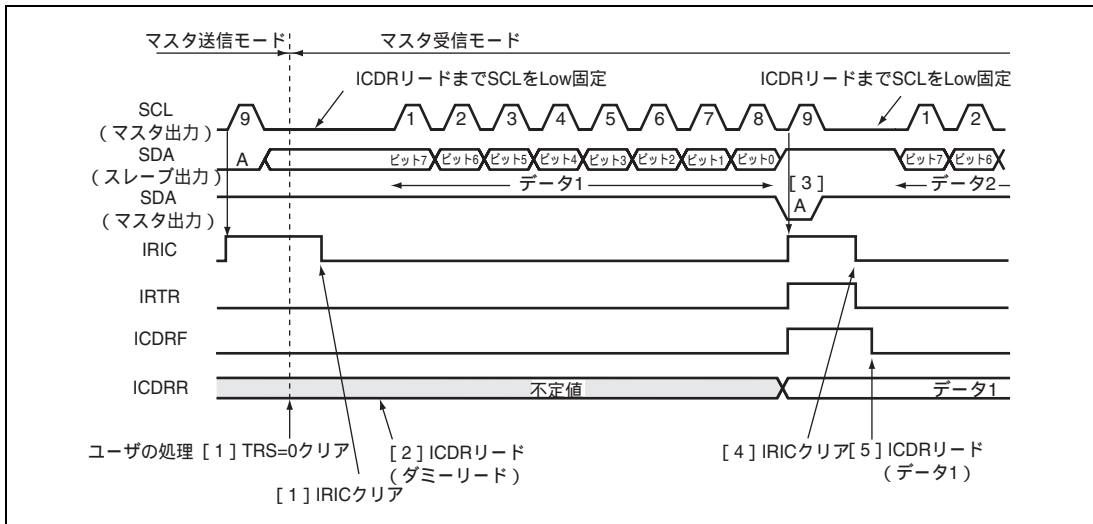 マスタ送信モード マスタ受信モード
ICDRリードまでSCLをLow固定 ICDRリードまでSCLをLow固定
SCL
（マスタ出力）
9 1 2 3 4 5 6 7 8 9 1 2
SDA
（スレーブ出力）
A ビット7 ビット6 ビット5 ビット4 ビット3 ビット2 ビット1 ビット0 ビット7 ビット6
データ1 [ 3 ] データ2
SDA
（マスタ出力）
A
IRIC
IRTR
ICDRF
ICDRR 不定値 データ1
ユーザの処理 [ 1 ] TRS=0クリア [ 2 ] ICDRリード
（ダミーリード）
[ 1 ] IRICクリア
[ 4 ] IRICクリア [ 5 ] ICDRリード
（データ1）